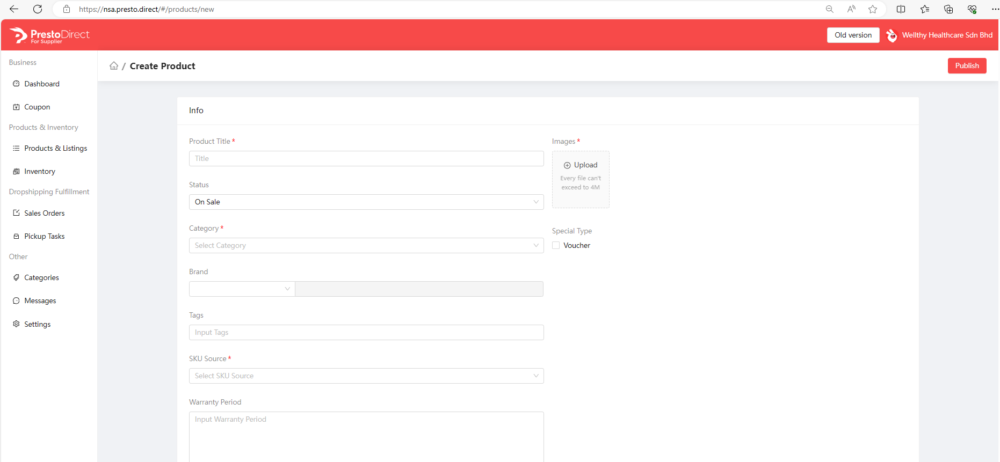 https://nsa.presto.direct/#/products/new
PrestoDirect
For Supplier
Old version
Wellthy Healthcare Sdn Bhd
Business
Dashboard
Coupon
Products & Inventory
Products & Listings
Inventory
Dropshipping Fulfillment
Sales Orders
Pickup Tasks
Other
Categories
Messages
Settings
/ Create Product
Publish
Info
Product Title *
Title
Status
On Sale
Category *
Select Category
Brand
Tags
Input Tags
SKU Source *
Select SKU Source
Warranty Period
Input Warranty Period
Images *
Upload
Every file can't
exceed to 4M
Special Type
Voucher